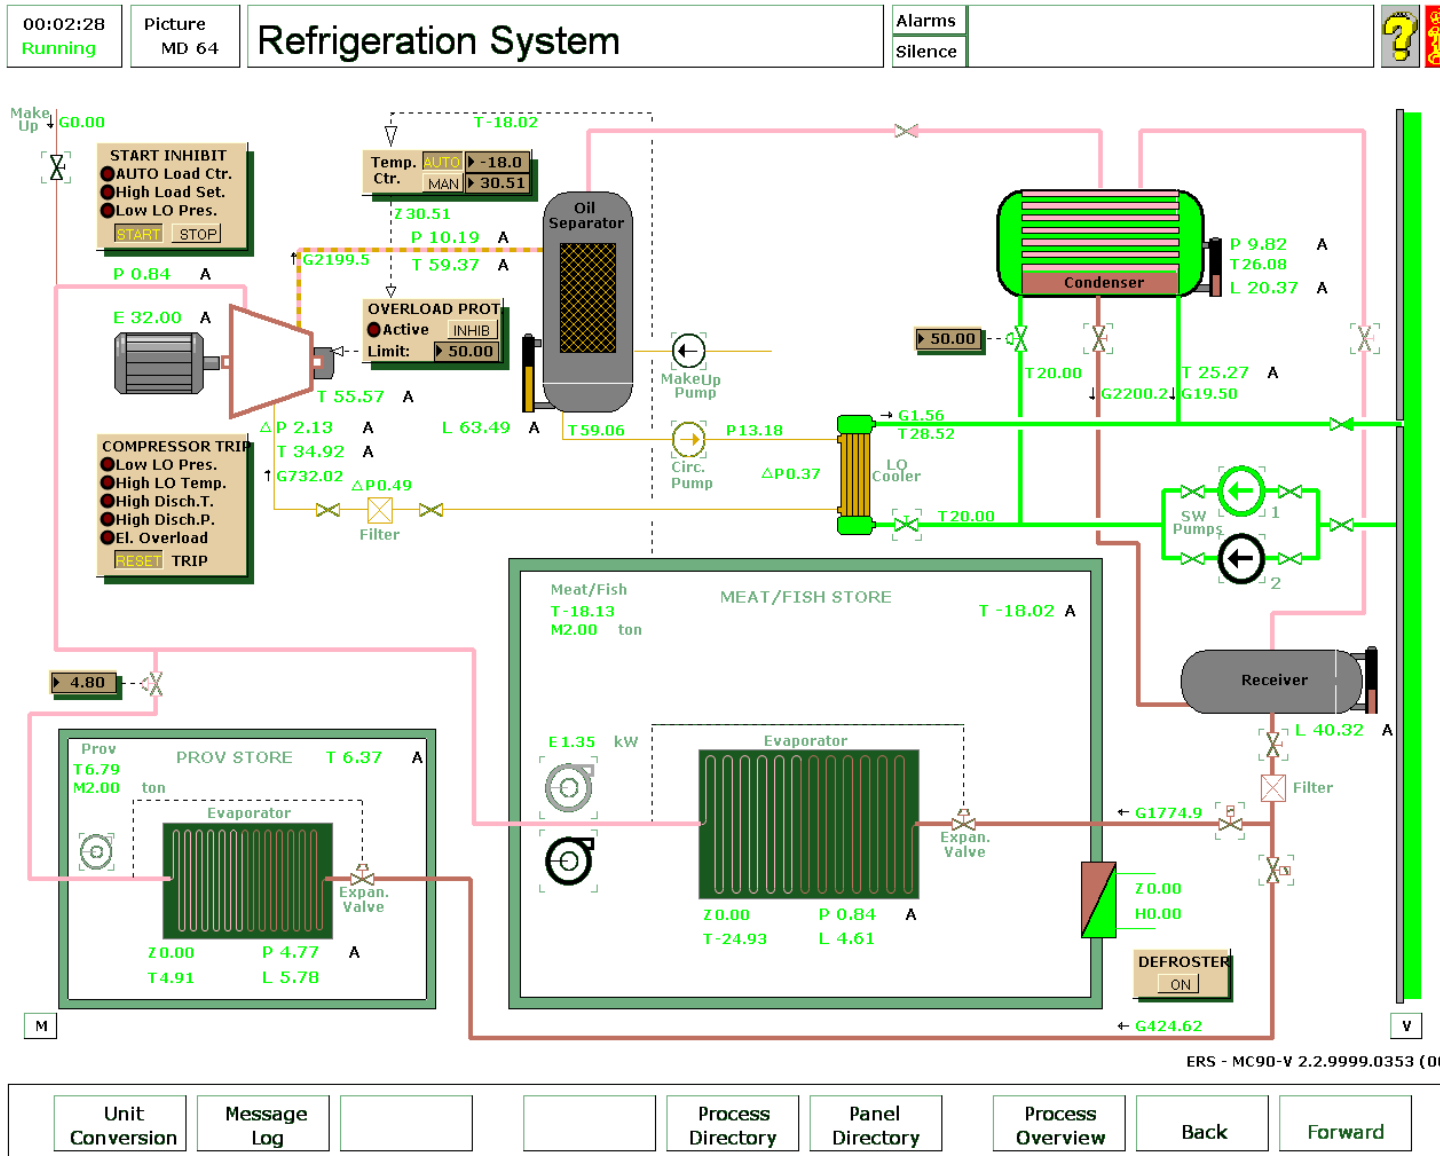 00:02:28
Running
Picture
MD 64
Refrigeration System
Alarms
Silence
?
Make
Up
G0.00
START INHIBIT
AUTO Load Ctr.
High Load Set.
Low LO Pres.
START STOP
T-18.02
Temp. AUTO -18.0
Ctr. MAN 30.51
Z30.51
P 10.19 A
T 59.37 A
G2199.5
Oil
Separator
P 0.84 A
E 32.00 A
OVERLOAD PROT
Active INHIB
Limit: 50.00
T 55.57 A
△P 2.13 A
T 34.92 A
G732.02
△P0.49
L 63.49 A
COMPRESSOR TRIP
Low LO Pres.
High LO Temp.
High Disch.T.
High Disch.P.
El. Overload
RESET TRIP
Filter
MakeUp
Pump
T59.06
P13.18
Circ.
Pump
△P0.37
LO
Cooler
G1.56
T28.52
T20.00
Condenser
P 9.82 A
T26.08
L 20.37 A
50.00
T20.00
T 25.27 A
G2200.2
G19.50
SW
Pumps
1
2
Meat/Fish
T-18.13
M2.00 ton
MEAT/FISH STORE
T -18.02 A
E1.35 kW
Evaporator
Expan.
Valve
Z0.00 P 0.84 A
T-24.93 L 4.61
Receiver
L 40.32 A
Filter
G1774.9
Z0.00
H0.00
DEFROSTER
ON
G424.62
4.80
Prov
T6.79
M2.00 ton
PROV STORE
T 6.37 A
Evaporator
Expan.
Valve
Z0.00 P 4.77 A
T4.91 L 5.78
M
V
ERS - MC90-V 2.2.9999.0353 (00
Unit
Conversion
Message
Log
Process
Directory
Panel
Directory
Process
Overview
Back
Forward